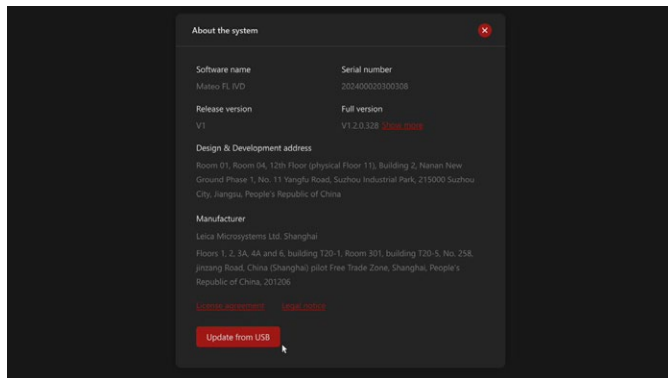 About the system
Software name
Serial number
Mateo FL IVD
202400020300308
Release version
Full version
V1
V1.2.0.328 Show more
Design & Development address
Room 01, Room 04, 12th Floor (physical Floor 11), Building 2, Nanan New
Ground Phase 1, No. 11 Yangfu Road, Suzhou Industrial Park, 215000 Suzhou
City, Jiangsu, People's Republic of China
Manufacturer
Leica Microsystems Ltd. Shanghai
Floors 1, 2, 3A, 4A and 6, building T20-1, Room 301, building T20-5, No. 258,
jinzang Road, China (Shanghai) pilot Free Trade Zone, Shanghai, People's
Republic of China, 201206
License agreement Legal notice
Update from USB